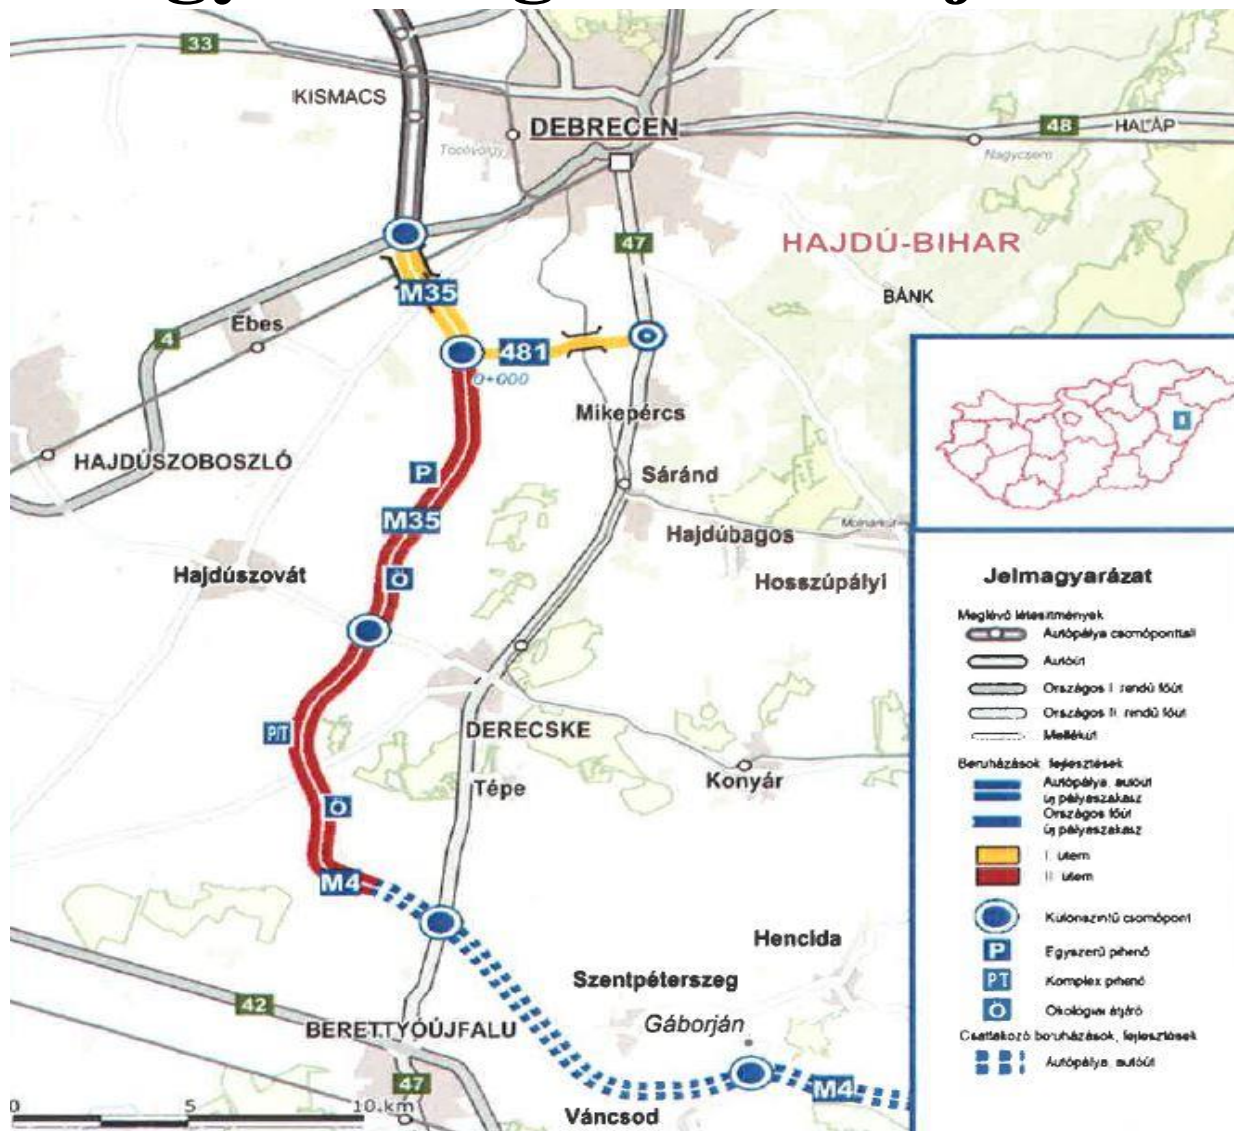 33
KISMACS
DEBRECEN
48
HALÁP
Nagycsere
47
HAJDÚ-BIHAR
M35
BÁNK
Ebes
4
481
0+000
Mikepércs
HAJDÚSZOBOSZLÓ
P
Sáránd
M35
Hajdúbagos
Hajdúszovát
Ö
Hosszúpályi
P/T
DERECSKE
Konyár
Tépe
Ö
M4
Hencida
Szentpéterszeg
42
Gáborján
BERETTYÓÚJFALU
47
M4
Váncsod
0 5 10 km
Jelmagyarázat
Meglévő létesítmények
Autópálya csomóponttal
Autóút
Országos I. rendű főút
Országos II. rendű főút
Mellékút
Beruházások, fejlesztések
Autópálya, autóút
új pályaszakasz
Országos főút
új pályaszakasz
I. ütem
II. ütem
Különszintű csomópont
P Egyszerű pihenő
PT Komplex pihenő
Ö Ökológiai átjáró
Csatlakozó beruházások, fejlesztések
Autópálya, autóút